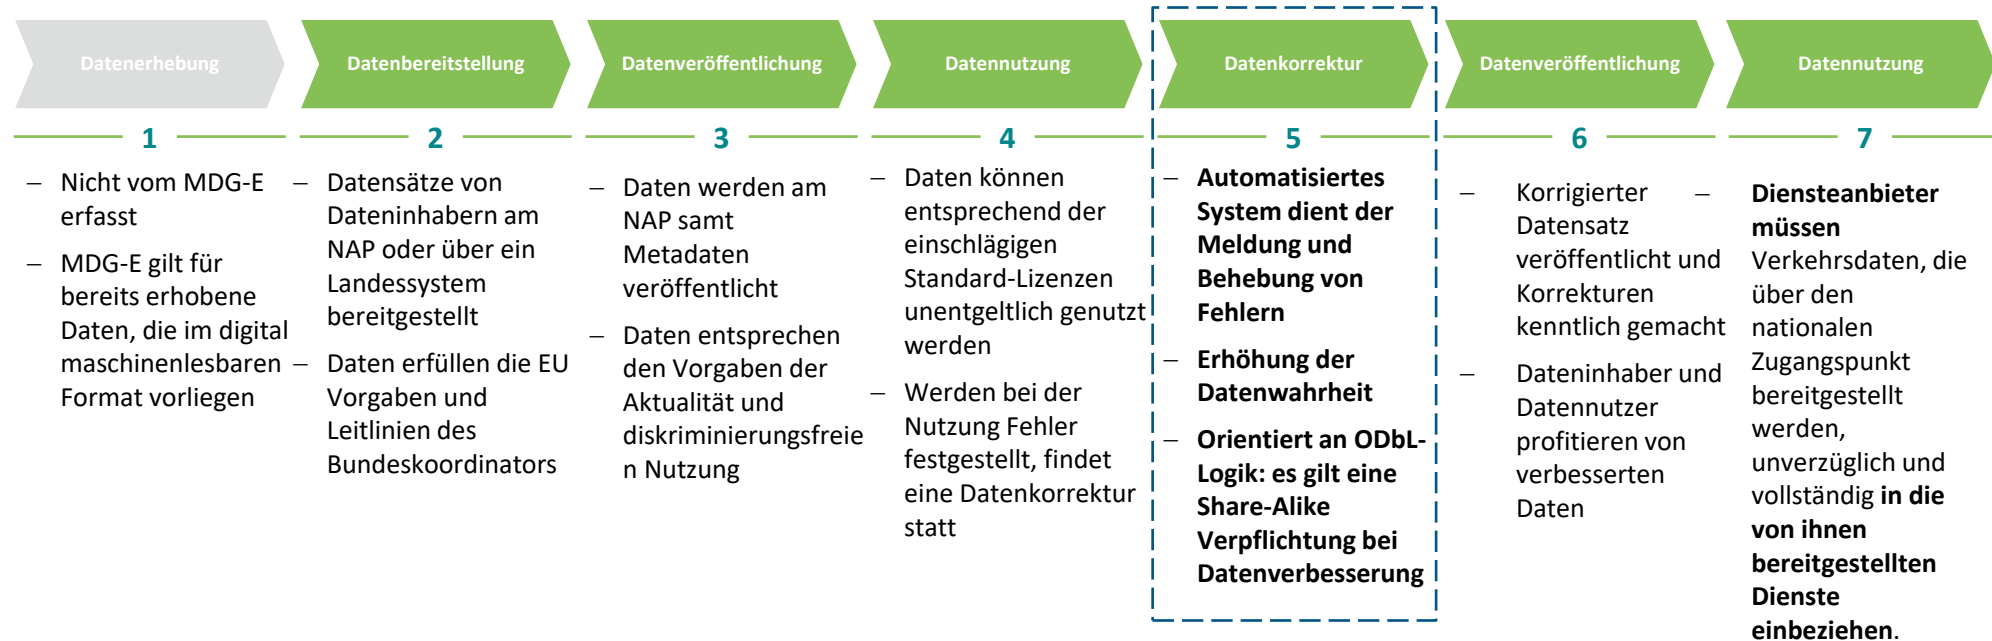 Datenerhebung
Datenbereitstellung
Datenveröffentlichung
Datennutzung
Datenkorrektur
Datenveröffentlichung
Datennutzung
1
2
3
4
5
6
7
– Nicht vom MDG-E
erfasst
– MDG-E gilt für
bereits erhobene
Daten, die im digital
maschinenlesbaren
Format vorliegen
– Datensätze von
Dateninhabern am
NAP oder über ein
Landessystem
bereitgestellt
– Daten erfüllen die EU
Vorgaben und
Leitlinien des
Bundeskoordinators
– Daten werden am
NAP samt
Metadaten
veröffentlicht
– Daten entsprechen
den Vorgaben der
Aktualität und
diskriminierungsfreie
n Nutzung
– Daten können
entsprechend der
einschlägigen
Standard-Lizenzen
unentgeltlich genutzt
werden
– Werden bei der
Nutzung Fehler
festgestellt, findet
eine Datenkorrektur
statt
– Automatisiertes
System dient der
Meldung und
Behebung von
Fehlern
– Erhöhung der
Datenwahrheit
– Orientiert an ODbL-
Logik: es gilt eine
Share-Alike
Verpflichtung bei
Datenverbesserung
– Korrigierter
Datensatz
veröffentlicht und
Korrekturen
kenntlich gemacht
– Dateninhaber und
Datennutzer
profitieren von
verbesserten
Daten
– Diensteanbieter
müssen
Verkehrsdaten, die
über den
nationalen
Zugangspunkt
bereitgestellt
werden,
unverzüglich und
vollständig in die
von ihnen
bereitgestellten
Dienste
einbeziehen.